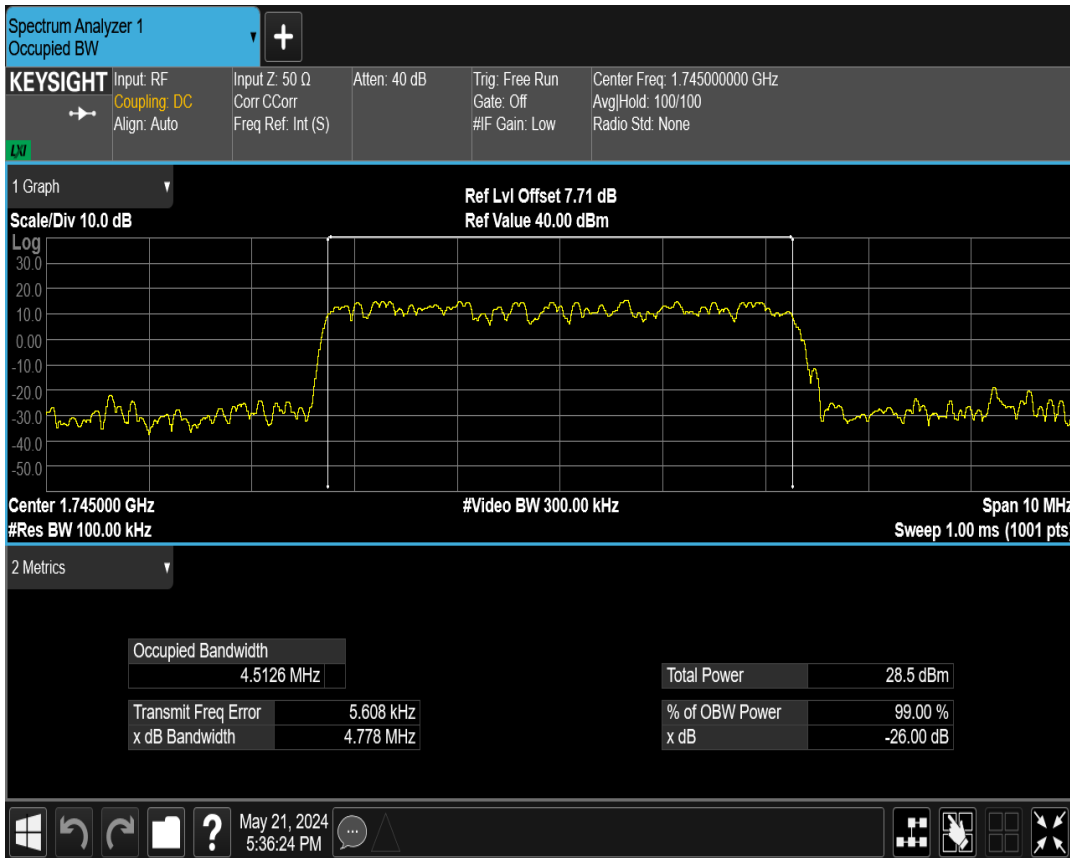 Spectrum Analyzer 1
Occupied BW
KEYSIGHT
LXI
Input: RF
Coupling: DC
Align: Auto
Input Z: 50 Ω
Corr CCorr
Freq Ref: Int (S)
Atten: 40 dB
Trig: Free Run
Gate: Off
#IF Gain: Low
Center Freq: 1.745000000 GHz
Avg|Hold: 100/100
Radio Std: None
1 Graph
Scale/Div 10.0 dB
Ref Lvl Offset 7.71 dB
Ref Value 40.00 dBm
Log
30.0
20.0
10.0
0.00
-10.0
-20.0
-30.0
-40.0
-50.0
Center 1.745000 GHz
#Video BW 300.00 kHz
Span 10 MHz
#Res BW 100.00 kHz
Sweep 1.00 ms (1001 pts)
2 Metrics
Occupied Bandwidth
4.5126 MHz
Total Power 28.5 dBm
Transmit Freq Error 5.608 kHz
% of OBW Power 99.00 %
x dB Bandwidth 4.778 MHz
x dB -26.00 dB
?
May 21, 2024
5:36:24 PM